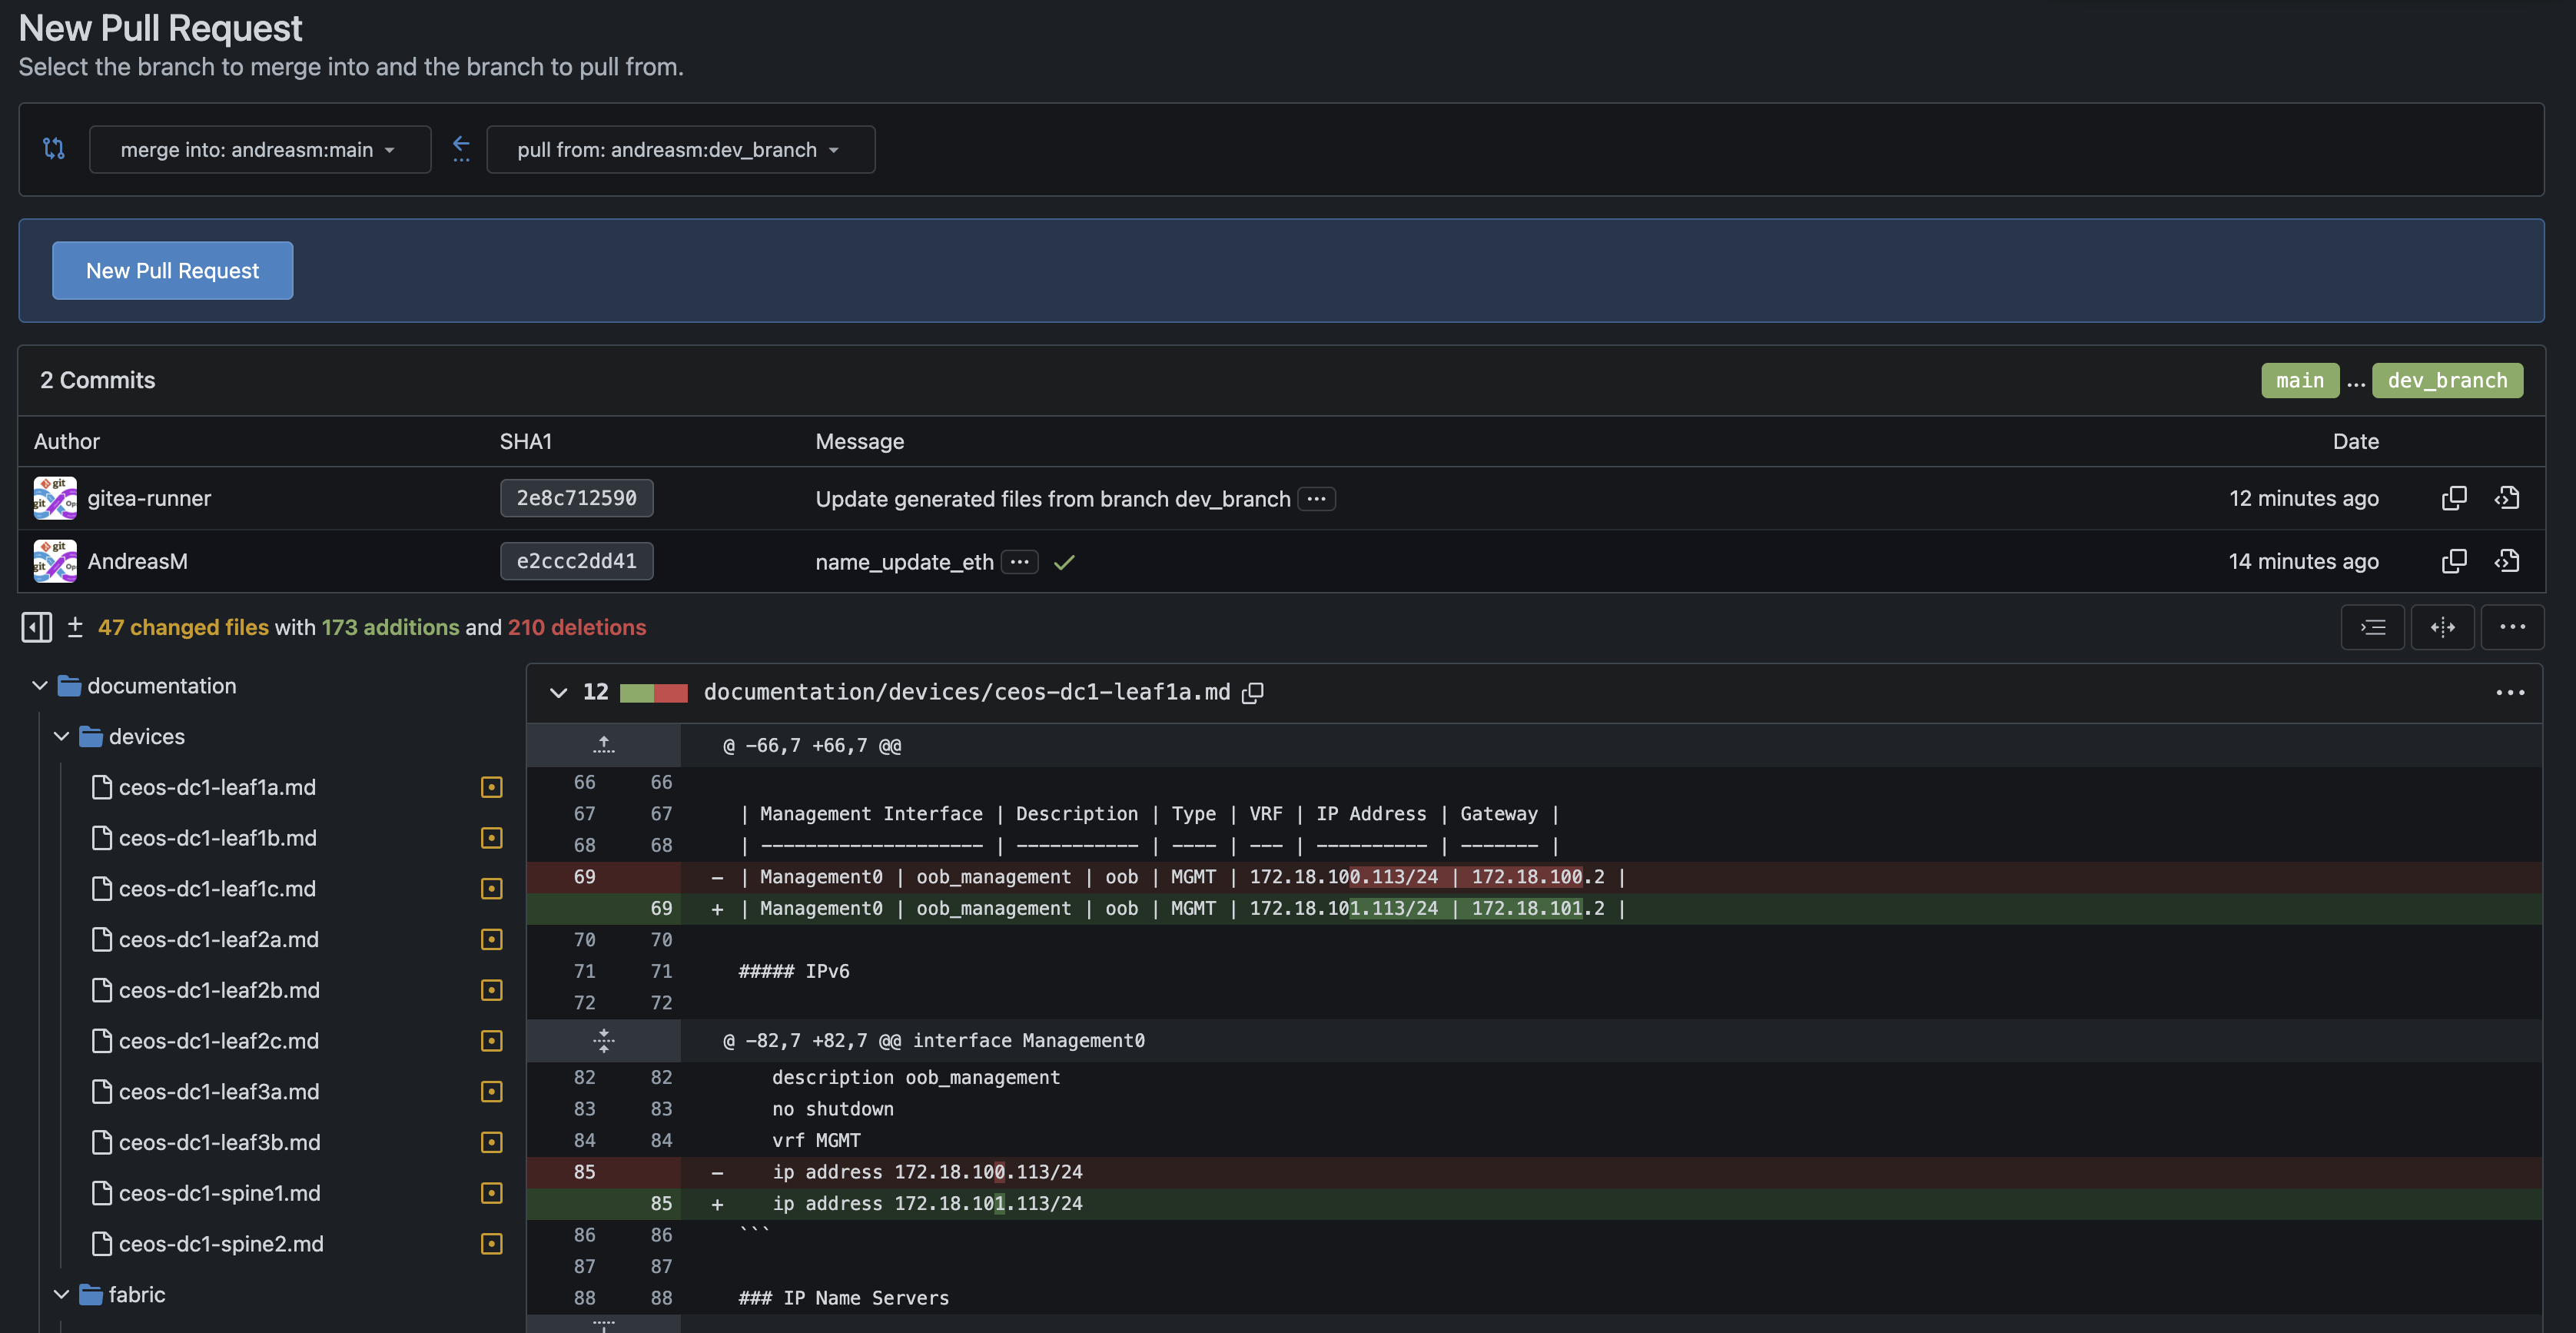 New Pull Request
Select the branch to merge into and the branch to pull from.
merge into: andreasm:main
pull from: andreasm:dev_branch
New Pull Request
2 Commits
main ... dev_branch
Author SHA1 Message Date
gitea-runner 2e8c712590 Update generated files from branch dev_branch ... 12 minutes ago
AndreasM e2ccc2dd41 name_update_eth ... 14 minutes ago
47 changed files with 173 additions and 210 deletions
documentation
devices
ceos-dc1-leaf1a.md
ceos-dc1-leaf1b.md
ceos-dc1-leaf1c.md
ceos-dc1-leaf2a.md
ceos-dc1-leaf2b.md
ceos-dc1-leaf2c.md
ceos-dc1-leaf3a.md
ceos-dc1-leaf3b.md
ceos-dc1-spine1.md
ceos-dc1-spine2.md
fabric
12 documentation/devices/ceos-dc1-leaf1a.md
@ -66,7 +66,7 @@
66 66
67 67 | Management Interface | Description | Type | VRF | IP Address | Gateway |
68 68 | -------------------- | ----------- | ---- | --- | ---------- | ------- |
69 - | Management0 | oob_management | oob | MGMT | 172.18.100.113/24 | 172.18.100.2 |
69 + | Management0 | oob_management | oob | MGMT | 172.18.101.113/24 | 172.18.101.2 |
70 70
71 71 ##### IPv6
72 72
@ -82,7 +82,7 @@ interface Management0
82 82 description oob_management
83 83 no shutdown
84 84 vrf MGMT
85 - ip address 172.18.100.113/24
85 + ip address 172.18.101.113/24
86 86 ```
87 87
88 88 ### IP Name Servers